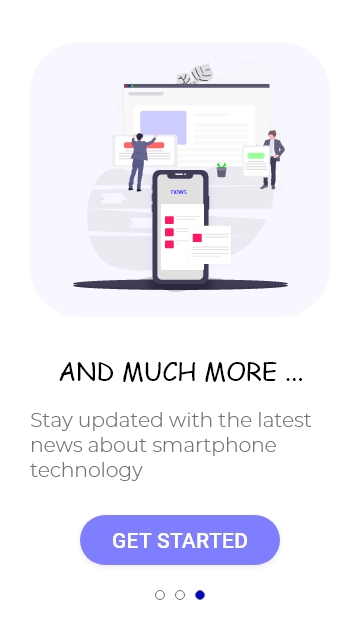 news
AND MUCH MORE ...
Stay updated with the latest
news about smartphone
technology
GET STARTED